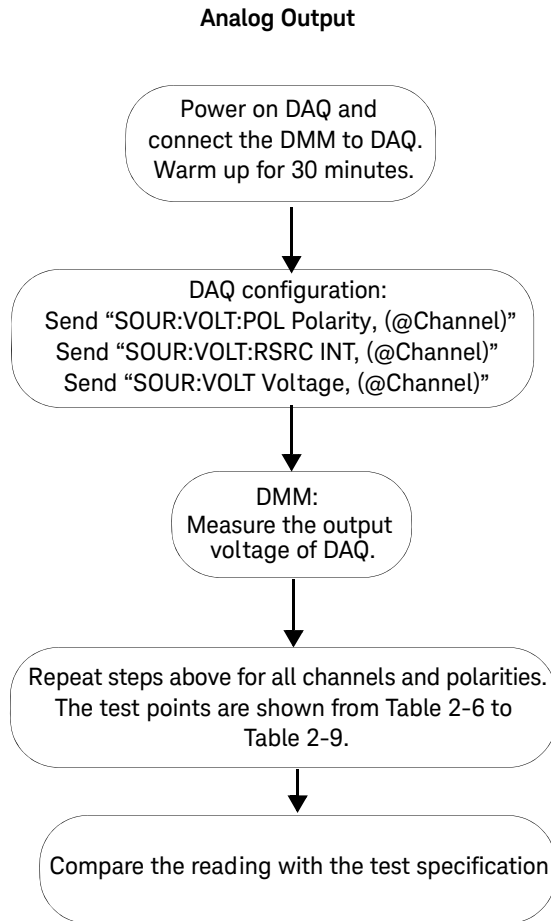 Analog Output
Power on DAQ and
connect the DMM to DAQ.
Warm up for 30 minutes.
DAQ configuration:
Send “SOUR:VOLT:POL Polarity, (@Channel)”
Send “SOUR:VOLT:RSRC INT, (@Channel)”
Send “SOUR:VOLT Voltage, (@Channel)”
DMM:
Measure the output
voltage of DAQ.
Repeat steps above for all channels and polarities.
The test points are shown from Table 2-6 to
Table 2-9.
Compare the reading with the test specification